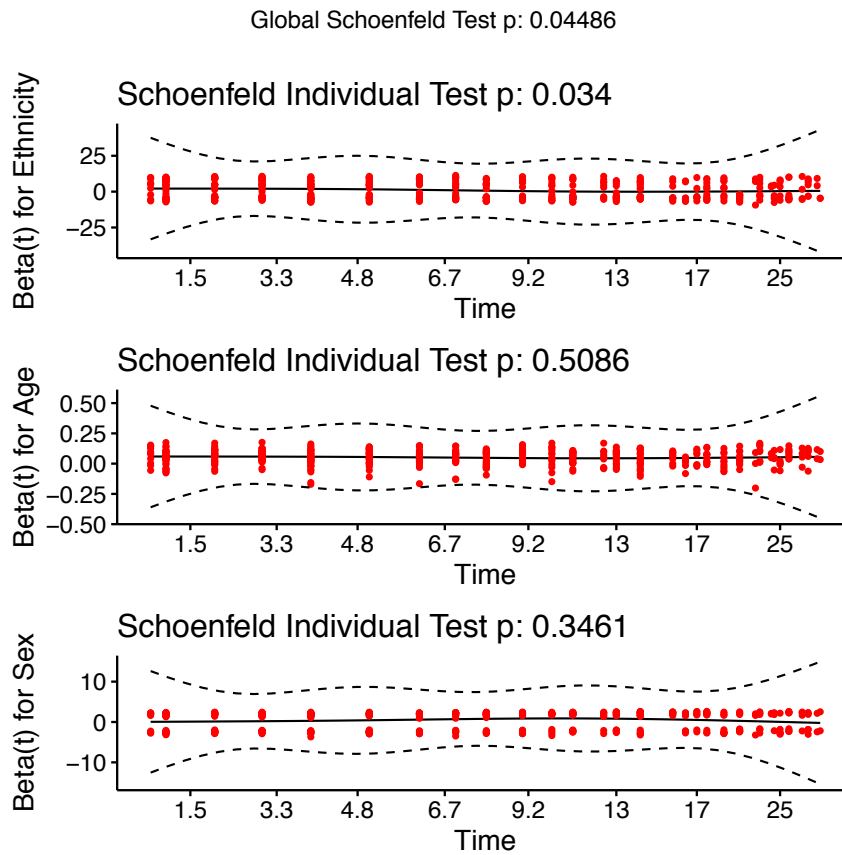 Global Schoenfeld Test p: 0.04486
Schoenfeld Individual Test p: 0.034
Beta(t) for Ethnicity
25
0
−25
1.5 3.3 4.8 6.7 9.2 13 17 25
Time
Schoenfeld Individual Test p: 0.5086
Beta(t) for Age
0.50
0.25
0.00
−0.25
−0.50
1.5 3.3 4.8 6.7 9.2 13 17 25
Time
Schoenfeld Individual Test p: 0.3461
Beta(t) for Sex
10
0
−10
1.5 3.3 4.8 6.7 9.2 13 17 25
Time